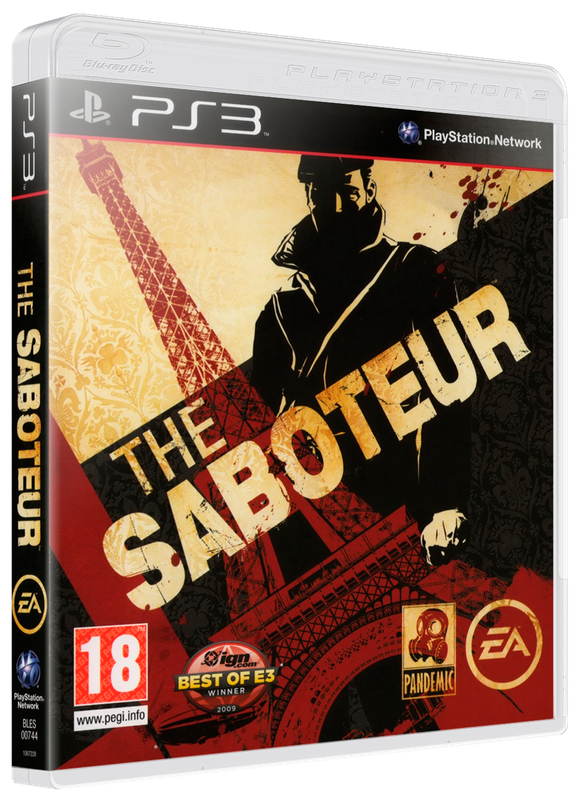 Blu-ray Disc
PLAYSTATION 3
PS3
PlayStation®Network
THE
SABOTEUR
18
www.pegi.info
ign.com
BEST OF E3
WINNER
2009
PANDEMIC
EA
PS3
THE SABOTEUR
EA
PlayStation
Network
BLES
00744